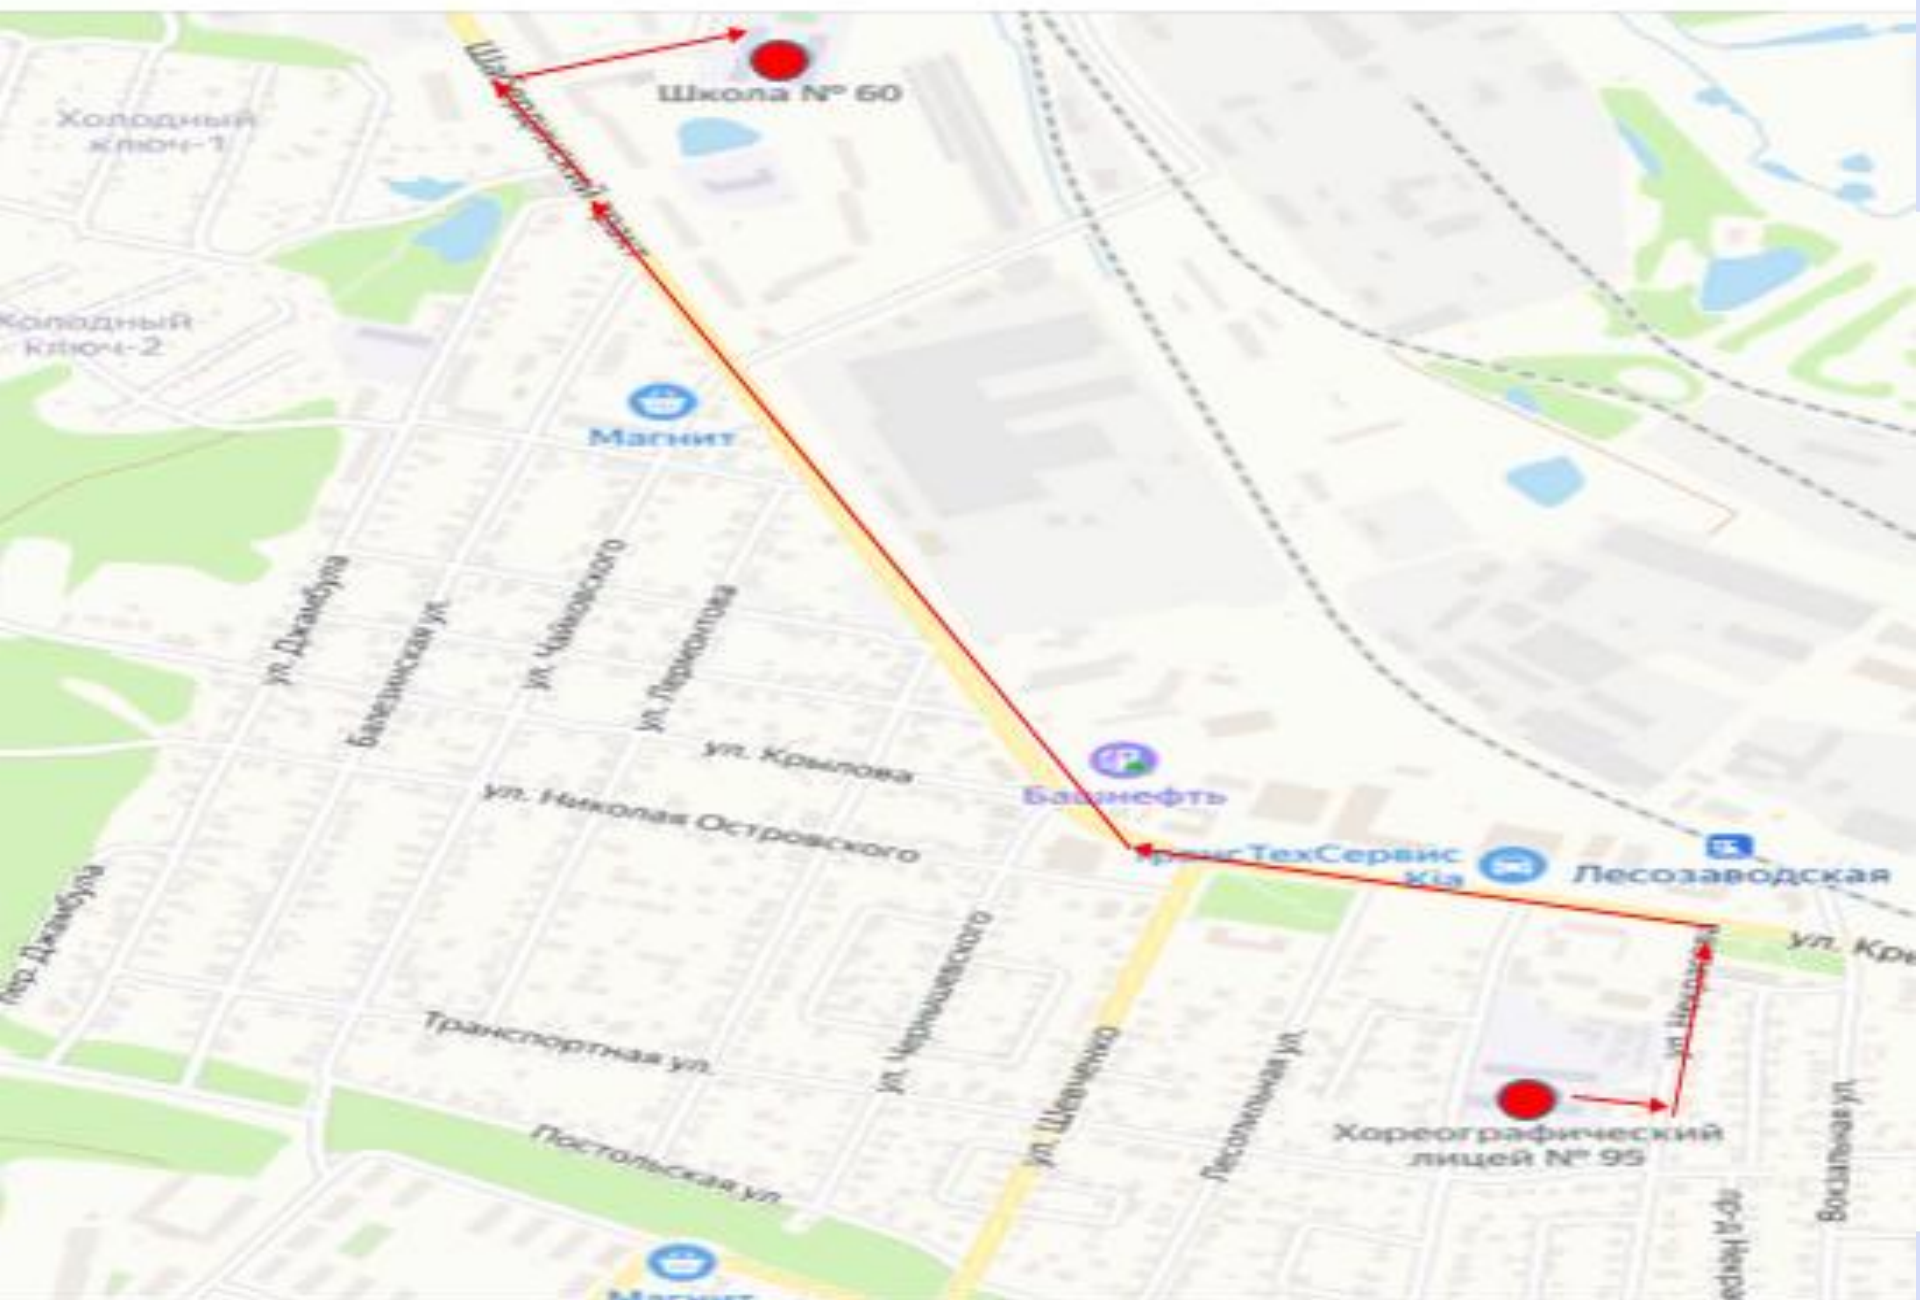 Школа № 60
Холодный
ключ-1
Холодный
ключ-2
Магнит
ул. Джамбула
Балезинская ул.
ул. Чайковского
ул. Лермонтова
ул. Крылова
ул. Николая Островского
Башнефть
ТрансТехСервис
Kia
Лесозаводская
ул. Кры
пер. Джамбула
ул. Чернышевского
Транспортная ул.
ул. Шевченко
Лесопильная ул.
Хореографический
лицей № 95
Вокзальная ул.
Постольская ул.
Магнит